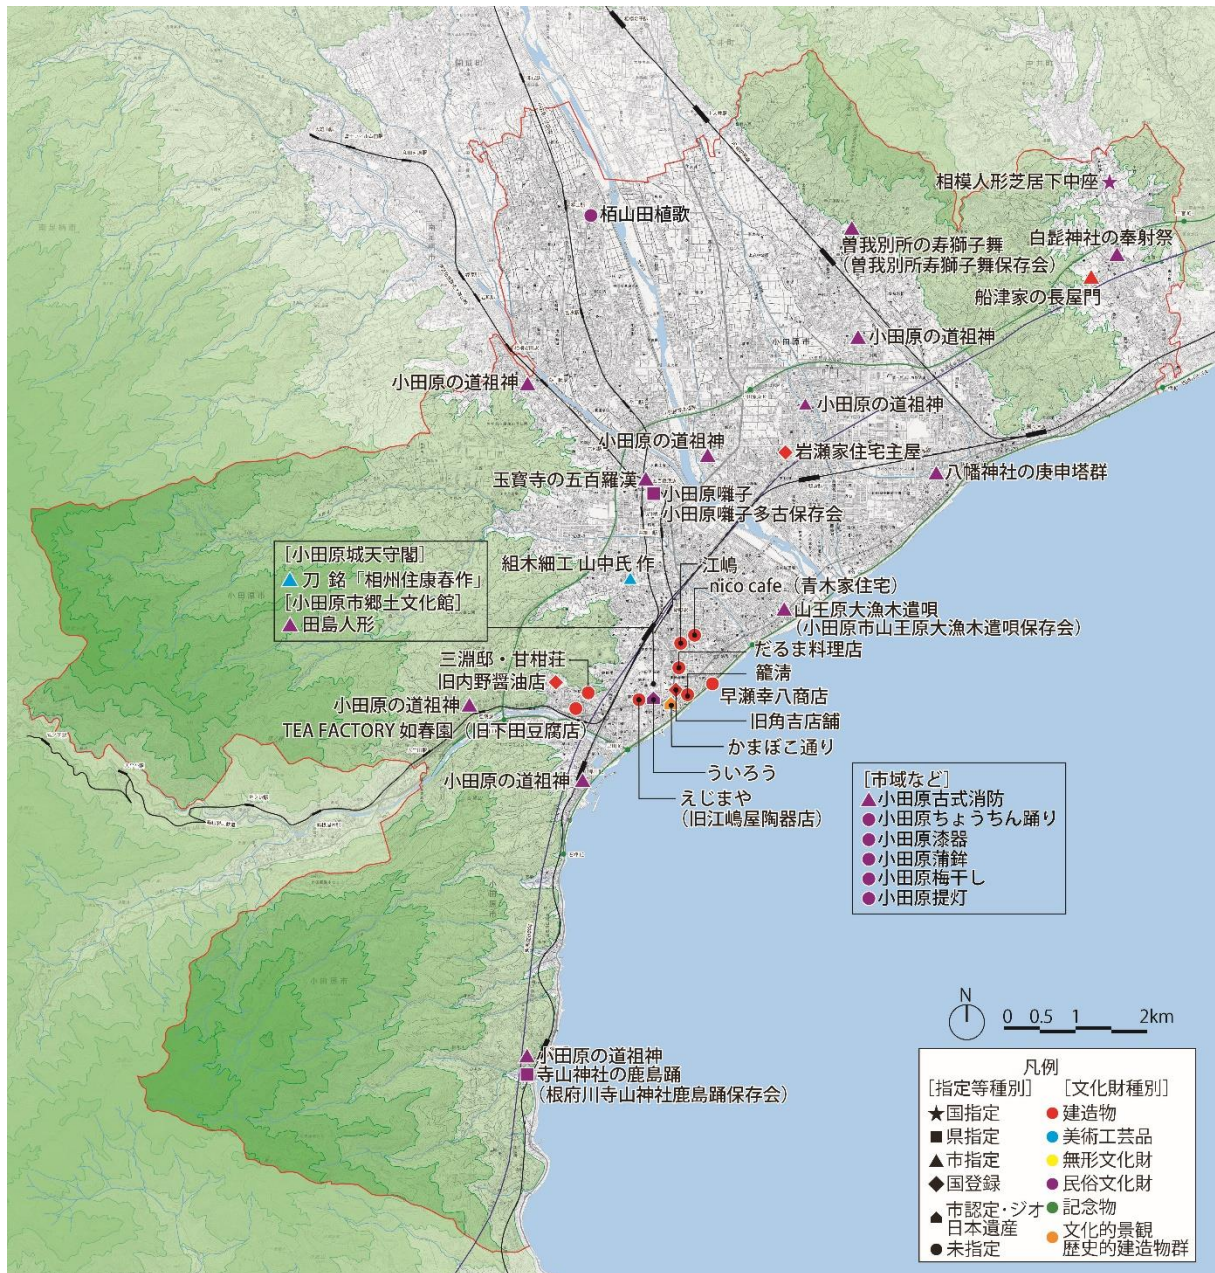 相模人形芝居下中座
栢山田植歌
曽我別所の寿獅子舞
(曽我別所寿獅子舞保存会)
白髭神社の奉射祭
船津家の長屋門
小田原の道祖神
小田原の道祖神
小田原の道祖神
小田原の道祖神
岩瀬家住宅主屋
八幡神社の庚申塔群
玉寳寺の五百羅漢
小田原囃子
小田原囃子多古保存会
[小田原城天守閣]
刀 銘「相州住康春作」
[小田原市郷土文化館]
田島人形
組木細工 山中氏 作
江嶋
nico cafe(青木家住宅)
山王原大漁木遣唄
(小田原市山王原大漁木遣唄保存会)
だるま料理店
籠淸
早瀬幸八商店
旧角吉店舗
かまぼこ通り
ういろう
えじまや
(旧江嶋屋陶器店)
三淵邸・甘柑荘
旧内野醤油店
小田原の道祖神
TEA FACTORY 如春園(旧下田豆腐店)
小田原の道祖神
[市域など]
小田原古式消防
小田原ちょうちん踊り
小田原漆器
小田原蒲鉾
小田原梅干し
小田原提灯
小田原の道祖神
寺山神社の鹿島踊
(根府川寺山神社鹿島踊保存会)
N
0 0.5 1 2km
凡例
[指定等種別] [文化財種別]
国指定 建造物
県指定 美術工芸品
市指定 無形文化財
国登録 民俗文化財
市認定・ジオ 記念物
日本遺産
未指定 文化的景観
歴史的建造物群